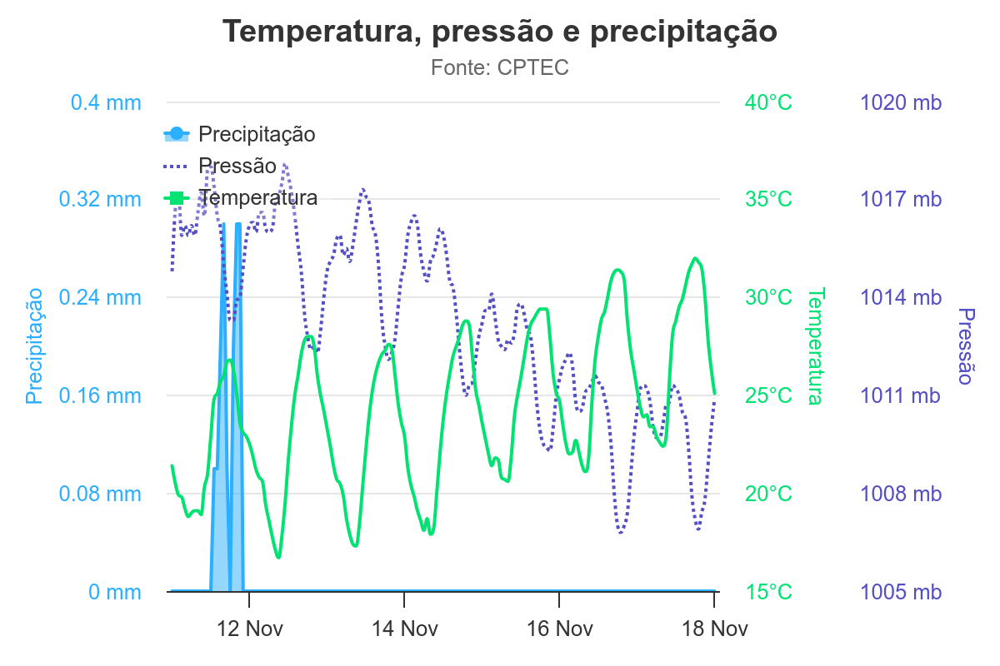 Temperatura, pressão e precipitação
Fonte: CPTEC
0.4 mm
40°C
1020 mb
Precipitação
Pressão
Temperatura
0.32 mm
35°C
1017 mb
0.24 mm
30°C
1014 mb
Precipitação
Temperatura
Pressão
0.16 mm
25°C
1011 mb
0.08 mm
20°C
1008 mb
0 mm
15°C
1005 mb
12 Nov
14 Nov
16 Nov
18 Nov